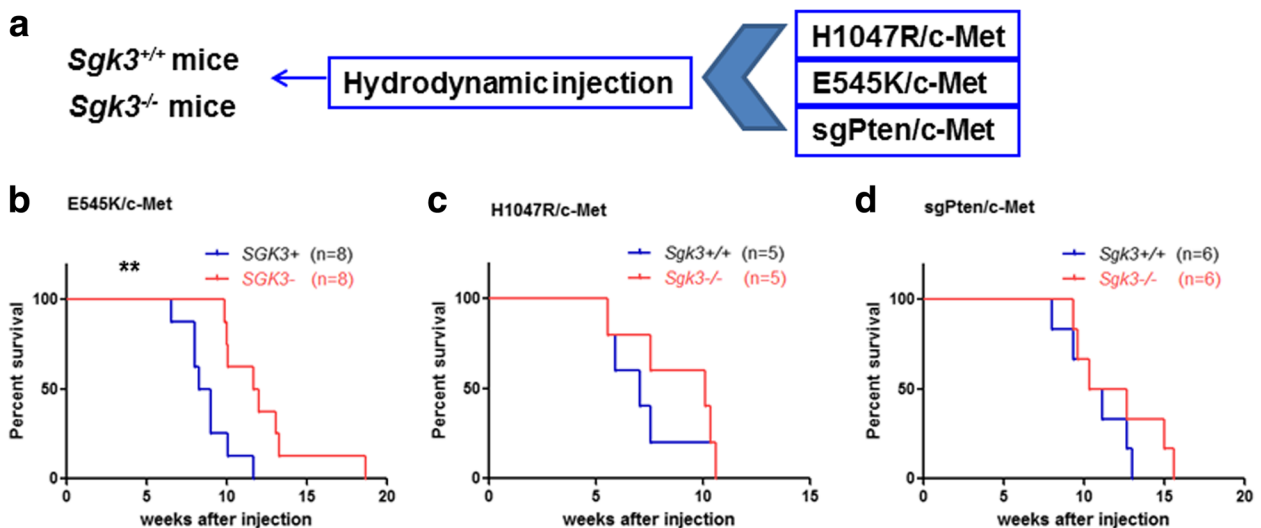 a
Sgk3+/+ mice
Sgk3-/- mice
Hydrodynamic injection
H1047R/c-Met
E545K/c-Met
sgPten/c-Met
b
E545K/c-Met
**
SGK3+ (n=8)
SGK3- (n=8)
Percent survival
100
50
0
0 5 10 15 20
weeks after injection
c
H1047R/c-Met
Sgk3+/+ (n=5)
Sgk3-/- (n=5)
Percent survival
100
50
0
0 5 10 15
weeks after injection
d
sgPten/c-Met
Sgk3+/+ (n=6)
Sgk3-/- (n=6)
Percent survival
100
50
0
0 5 10 15 20
weeks after injection